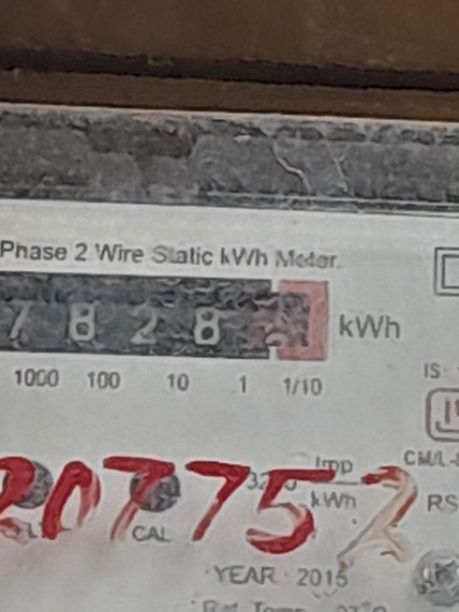 Phase 2 Wire Static kWh Meter.
7 8 2 8
kWh
1000 100 10 1 1/10
IS
Imp
kWh
CM/L-
207752
RS
CAL
YEAR 2015